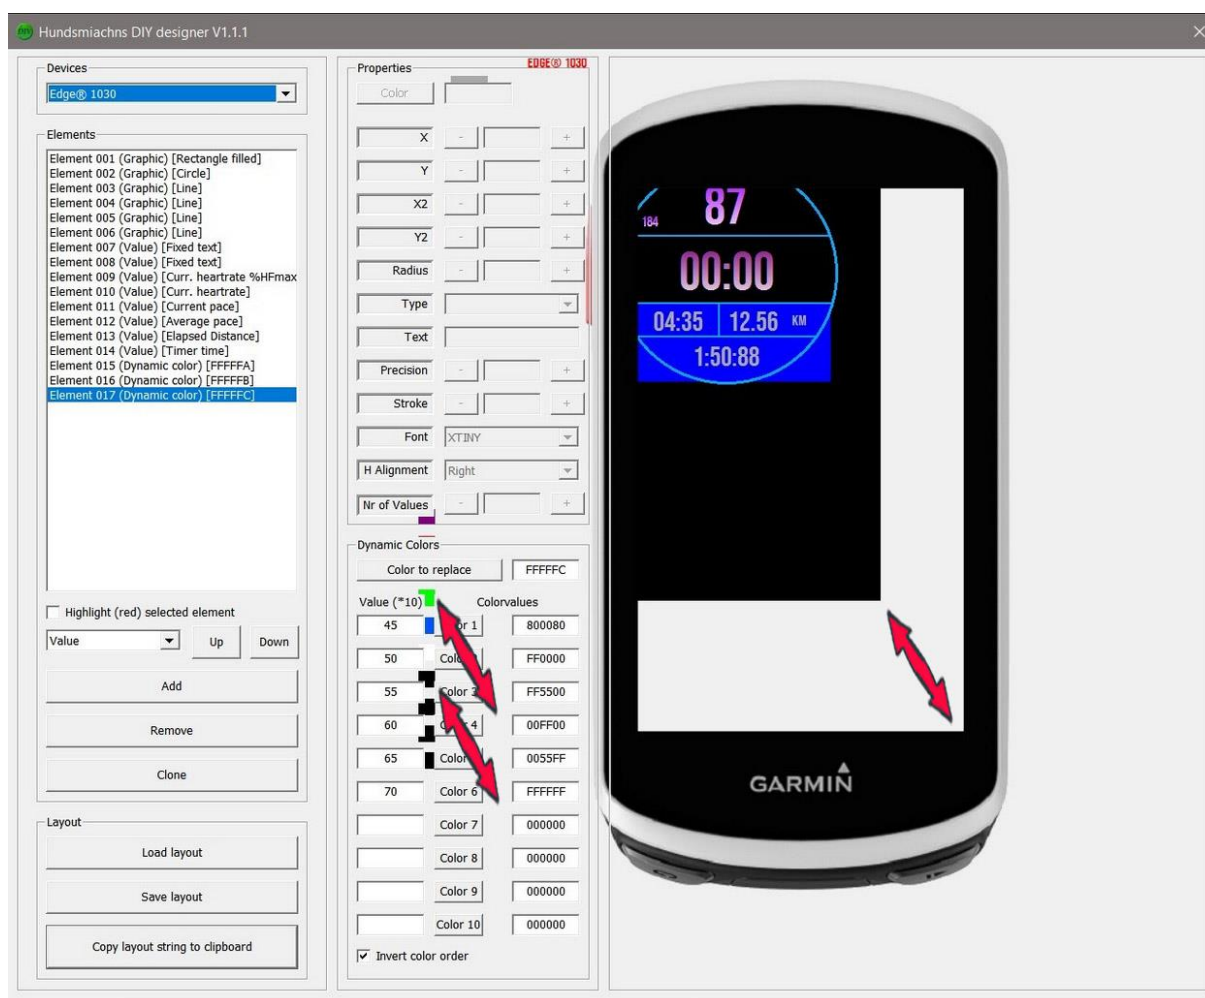 Hundsmiachns DIY designer V1.1.1
Devices
Edge® 1030
Elements
Element 001 (Graphic) [Rectangle filled]
Element 002 (Graphic) [Circle]
Element 003 (Graphic) [Line]
Element 004 (Graphic) [Line]
Element 005 (Graphic) [Line]
Element 006 (Graphic) [Line]
Element 007 (Value) [Fixed text]
Element 008 (Value) [Fixed text]
Element 009 (Value) [Curr. heartrate %HFmax
Element 010 (Value) [Curr. heartrate]
Element 011 (Value) [Current pace]
Element 012 (Value) [Average pace]
Element 013 (Value) [Elapsed Distance]
Element 014 (Value) [Timer time]
Element 015 (Dynamic color) [FFFFFA]
Element 016 (Dynamic color) [FFFFFB]
Element 017 (Dynamic color) [FFFFFC]
Highlight (red) selected element
Value Up Down
Add
Remove
Clone
Layout
Load layout
Save layout
Copy layout string to clipboard
Properties
EDGE® 1030
Color
X - +
Y - +
X2 - +
Y2 - +
Radius - +
Type
Text
Precision - +
Stroke - +
Font XTINY
H Alignment Right
Nr of Values - +
Dynamic Colors
Color to replace FFFFFC
Value (*10) Colorvalues
45 or 1 800080
50 Colo FF0000
55 Color FF5500
60 4 00FF00
65 Color 0055FF
70 Color 6 FFFFFF
Color 7 000000
Color 8 000000
Color 9 000000
Color 10 000000
Invert color order
184 87
00:00
04:35 12.56 KM
1:50:88
GARMIN